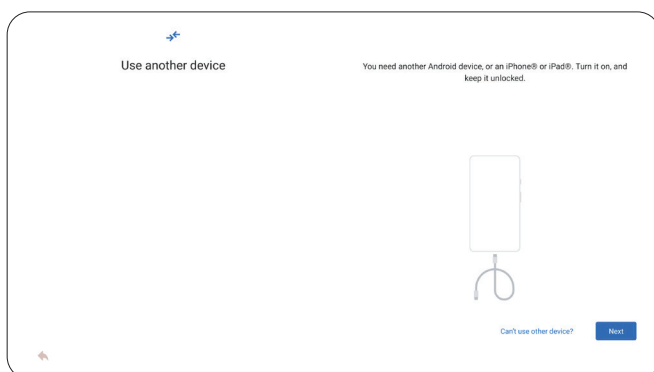 Use another device
You need another Android device, or an iPhone® or iPad®. Turn it on, and
keep it unlocked.
Can't use other device?
Next